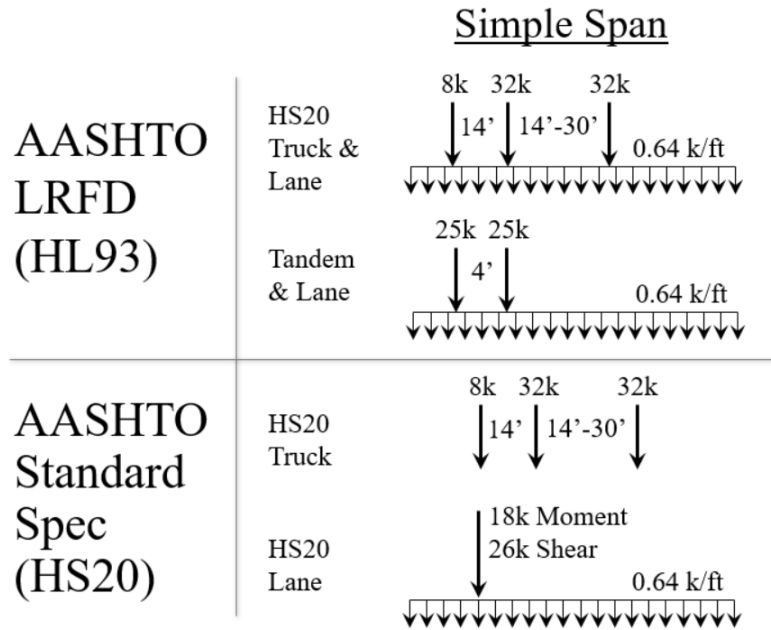 Simple Span
AASHTO
LRFD
(HL93)
HS20
Truck &
Lane
8k 32k 32k
14’ 14’-30’
0.64 k/ft
Tandem
& Lane
25k 25k
4’
0.64 k/ft
AASHTO
Standard
Spec
(HS20)
HS20
Truck
8k 32k 32k
14’ 14’-30’
HS20
Lane
18k Moment
26k Shear
0.64 k/ft